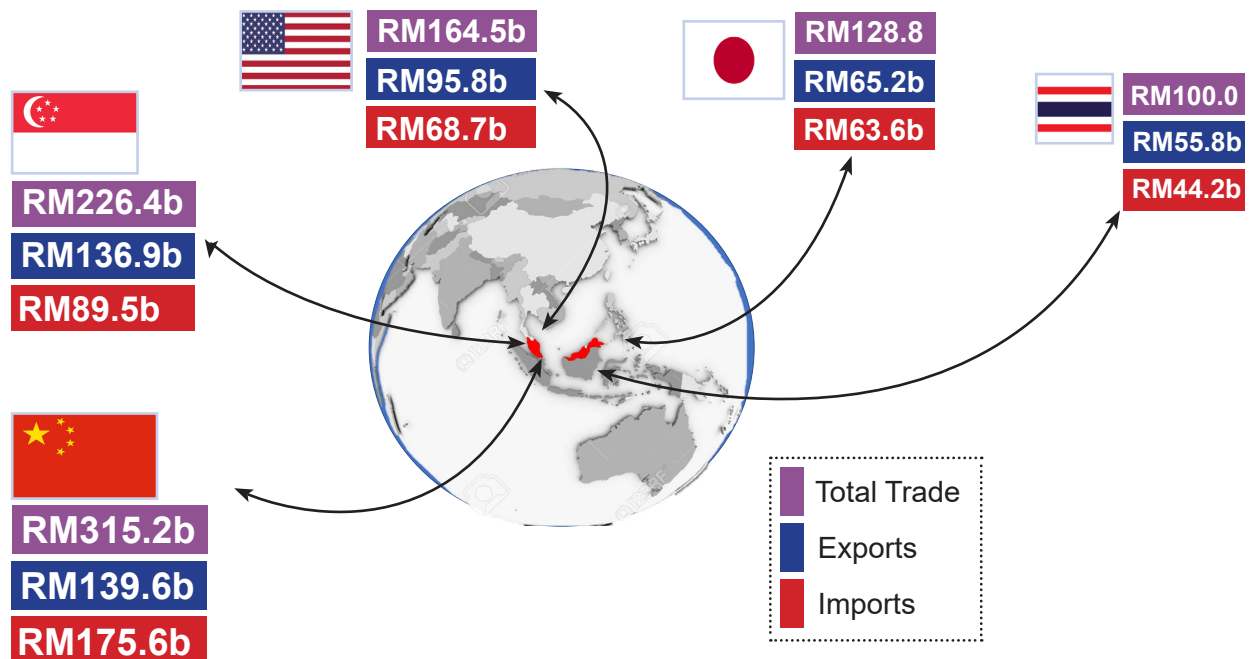 RM164.5b
RM95.8b
RM68.7b
RM128.8
RM65.2b
RM63.6b
RM100.0
RM55.8b
RM44.2b
RM226.4b
RM136.9b
RM89.5b
RM315.2b
RM139.6b
RM175.6b
Total Trade
Exports
Imports